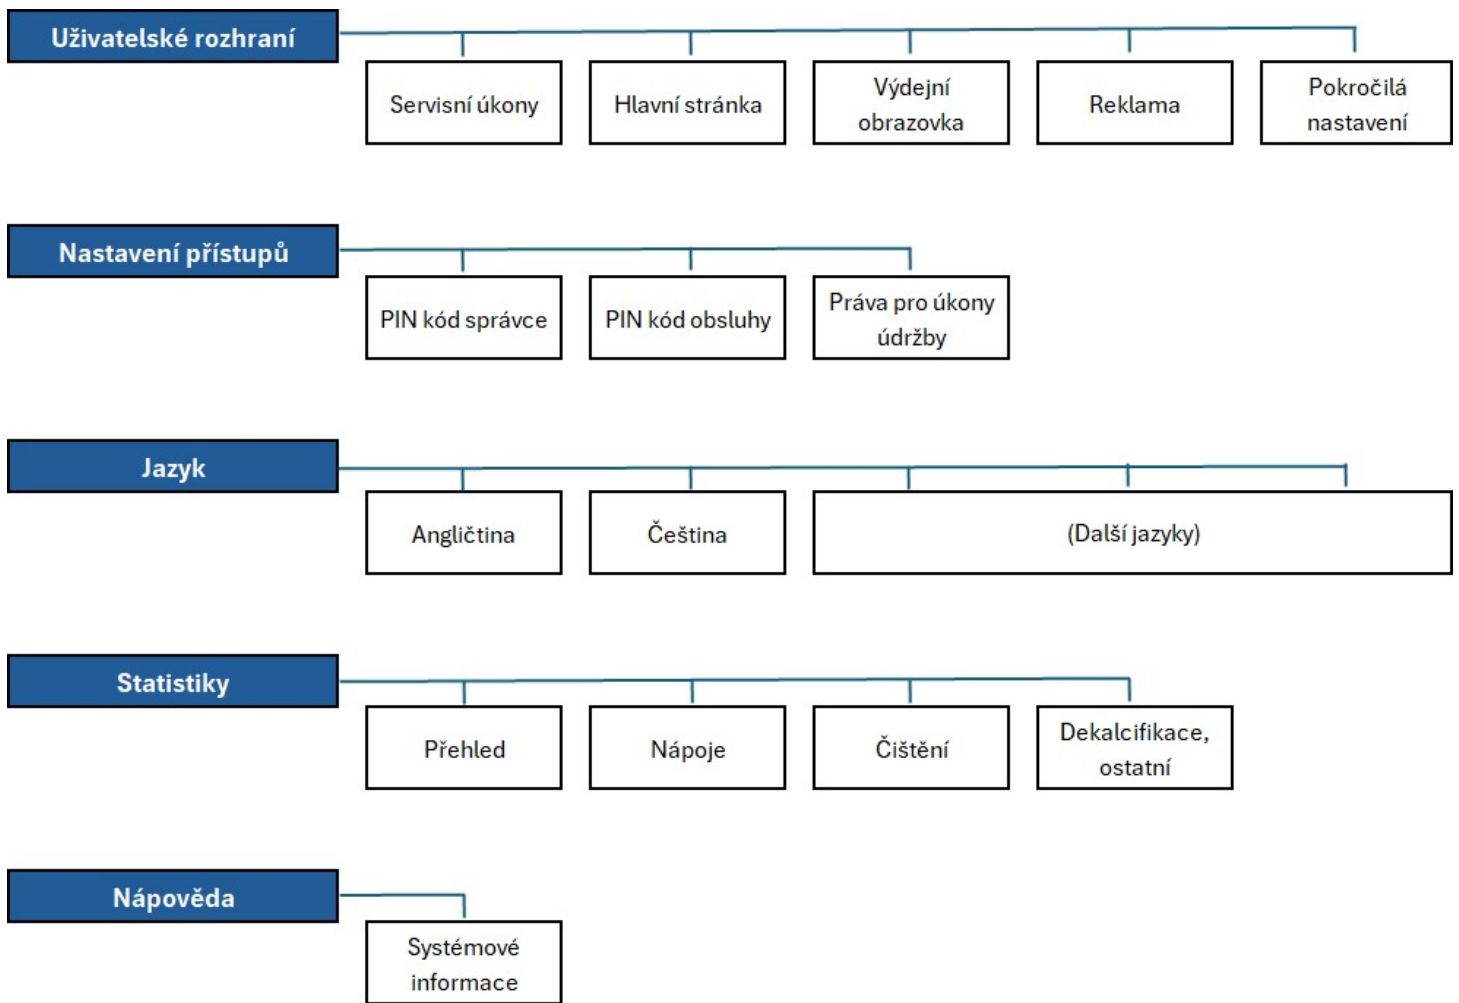 Uživatelské rozhraní
Servisní úkony
Hlavní stránka
Výdejní
obrazovka
Reklama
Pokročilá
nastavení
Nastavení přístupů
PIN kód správce
PIN kód obsluhy
Práva pro úkony
údržby
Jazyk
Angličtina
Čeština
(Další jazyky)
Statistiky
Přehled
Nápoje
Čištění
Dekalcifikace,
ostatní
Nápověda
Systémové
informace